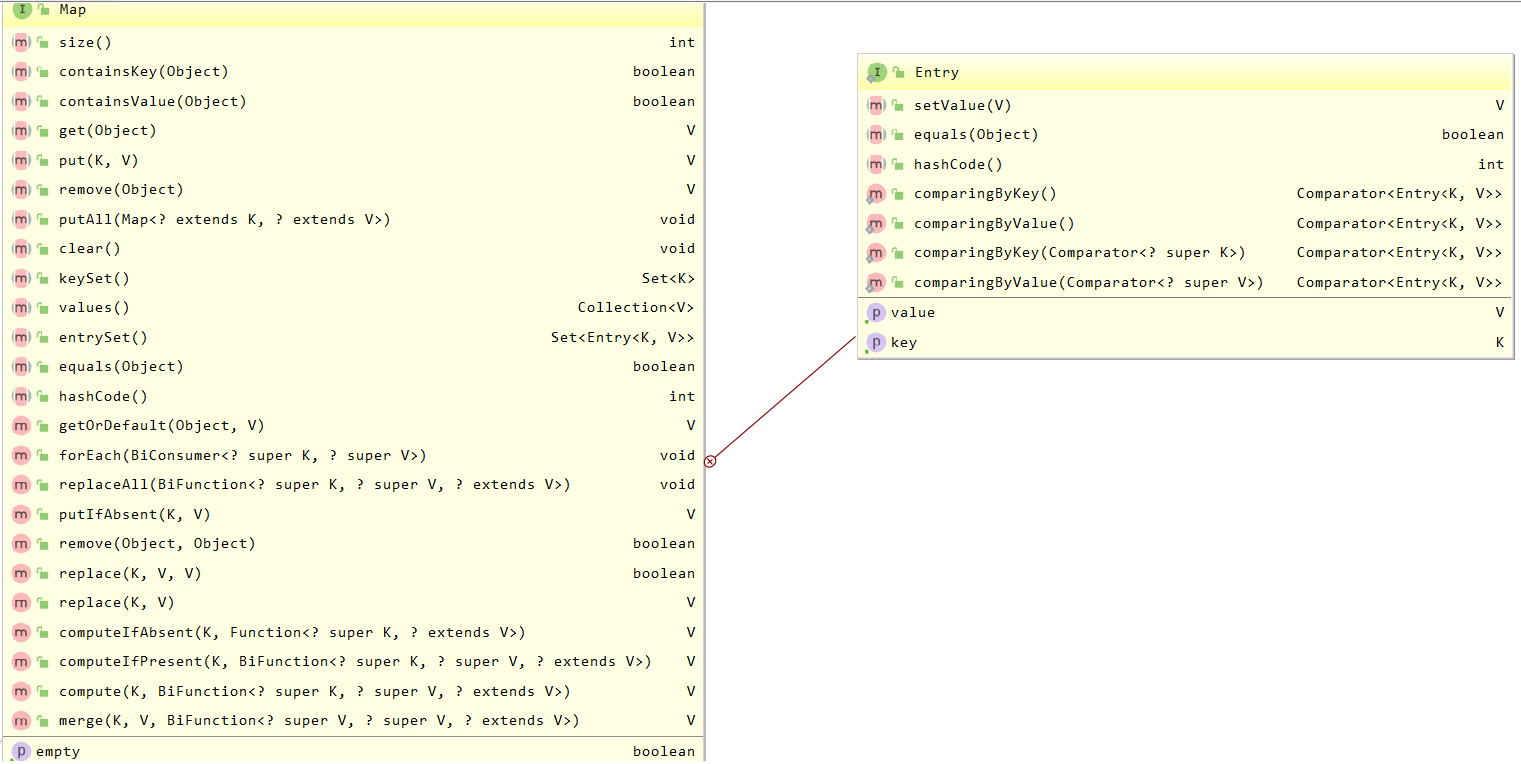 Map
size() int
containsKey(Object) boolean
containsValue(Object) boolean
get(Object) V
put(K, V) V
remove(Object) V
putAll(Map<? extends K, ? extends V>) void
clear() void
keySet() Set<K>
values() Collection<V>
entrySet() Set<Entry<K, V>>
equals(Object) boolean
hashCode() int
getOrDefault(Object, V) V
forEach(BiConsumer<? super K, ? super V>) void
replaceAll(BiFunction<? super K, ? super V, ? extends V>) void
putIfAbsent(K, V) V
remove(Object, Object) boolean
replace(K, V, V) boolean
replace(K, V) V
computeIfAbsent(K, Function<? super K, ? extends V>) V
computeIfPresent(K, BiFunction<? super K, ? super V, ? extends V>) V
compute(K, BiFunction<? super K, ? super V, ? extends V>) V
merge(K, V, BiFunction<? super V, ? super V, ? extends V>) V
empty boolean
Entry
setValue(V) V
equals(Object) boolean
hashCode() int
comparingByKey() Comparator<Entry<K, V>>
comparingByValue() Comparator<Entry<K, V>>
comparingByKey(Comparator<? super K>) Comparator<Entry<K, V>>
comparingByValue(Comparator<? super V>) Comparator<Entry<K, V>>
value V
key K